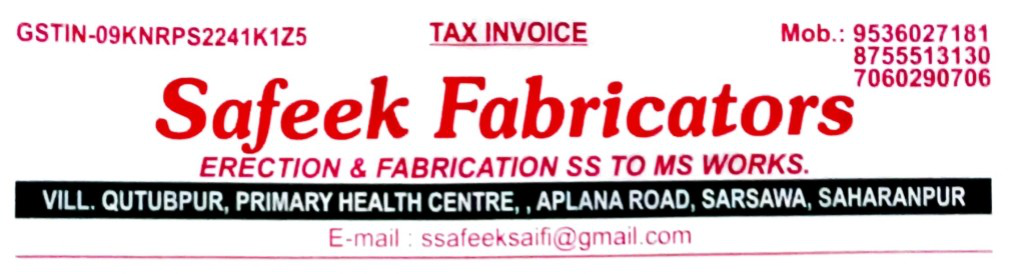 GSTIN-09KNRPS2241K1Z5
TAX INVOICE
Mob.: 9536027181
8755513130
7060290706
Safeek Fabricators
ERECTION & FABRICATION SS TO MS WORKS.
VILL. QUTUBPUR, PRIMARY HEALTH CENTRE, , APLANA ROAD, SARSAWA, SAHARANPUR
E-mail : ssafeeksaifi@gmail.com